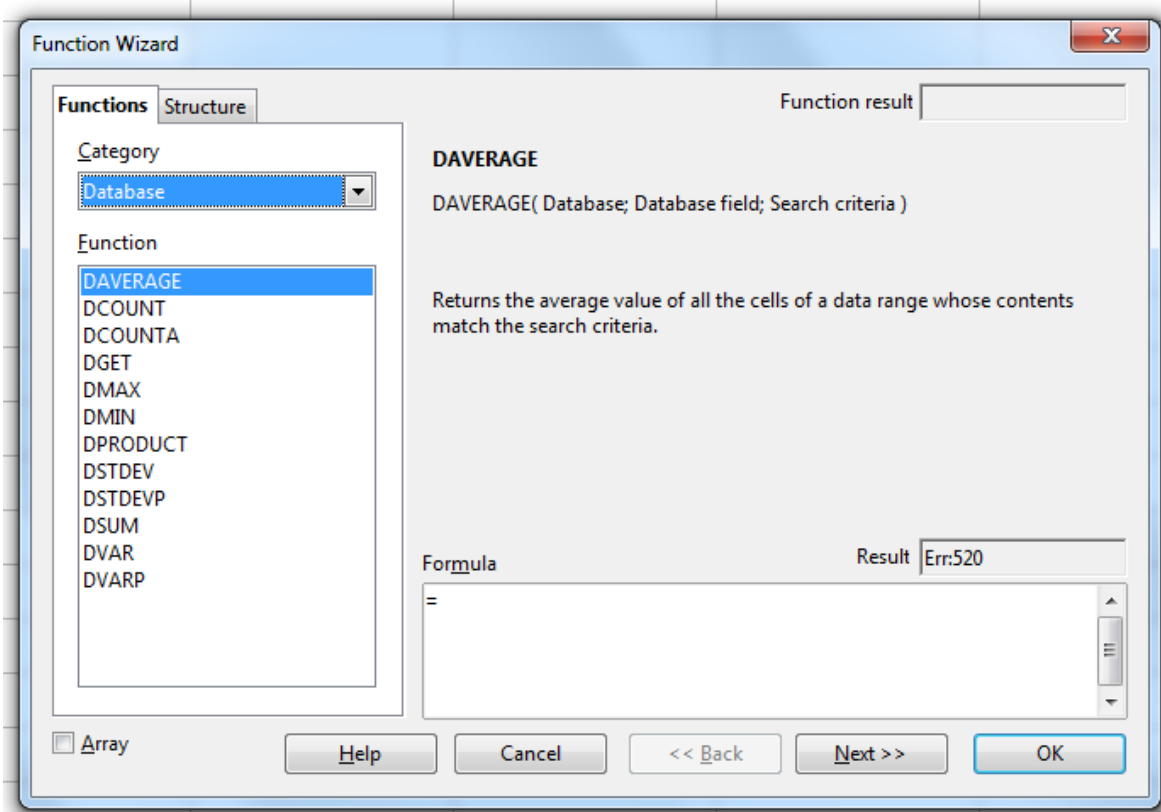 Function Wizard
Functions Structure
Function result
Category
Database
DAVERAGE
DAVERAGE( Database; Database field; Search criteria )
Function
DAVERAGE
DCOUNT
DCOUNTA
DGET
DMAX
DMIN
DPRODUCT
DSTDEV
DSTDEVP
DSUM
DVAR
DVARP
Returns the average value of all the cells of a data range whose contents
match the search criteria.
Formula
Result Err:520
=
Array
Help
Cancel
<< Back
Next >>
OK